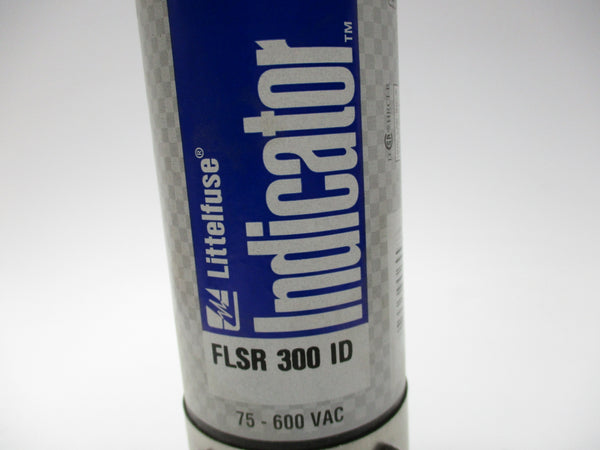 Littelfuse®
Indicator™
FLSR 300 ID
75 - 600 VAC